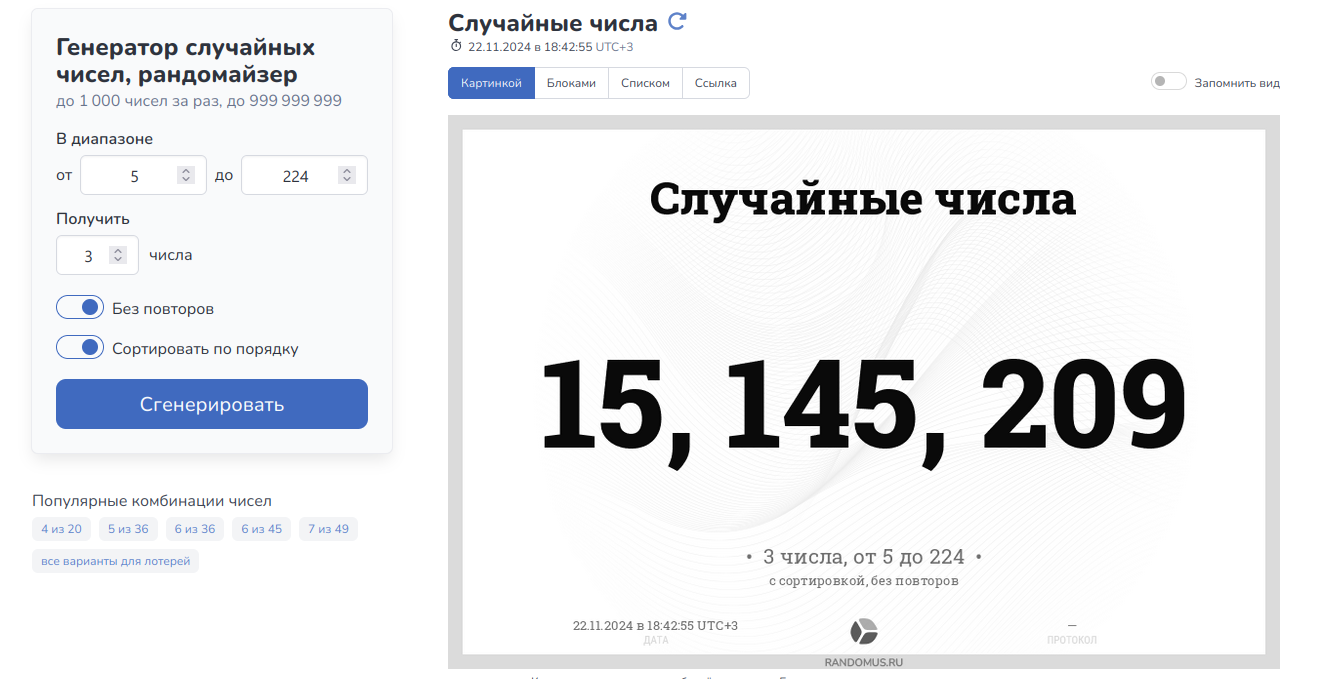 Генератор случайных
чисел, рандомайзер
до 1 000 чисел за раз, до 999 999 999
В диапазоне
от 5 до 224
Получить
3 числа
Без повторов
Сортировать по порядку
Сгенерировать
Популярные комбинации чисел
4 из 20 5 из 36 6 из 36 6 из 45 7 из 49
все варианты для лотерей
Случайные числа
22.11.2024 в 18:42:55 UTC+3
Картинкой Блоками Списком Ссылка
Запомнить вид
Случайные числа
15, 145, 209
• 3 числа, от 5 до 224 •
с сортировкой, без повторов
22.11.2024 в 18:42:55 UTC+3 —
ДАТА ПРОТОКОЛ
RANDOMUS.RU